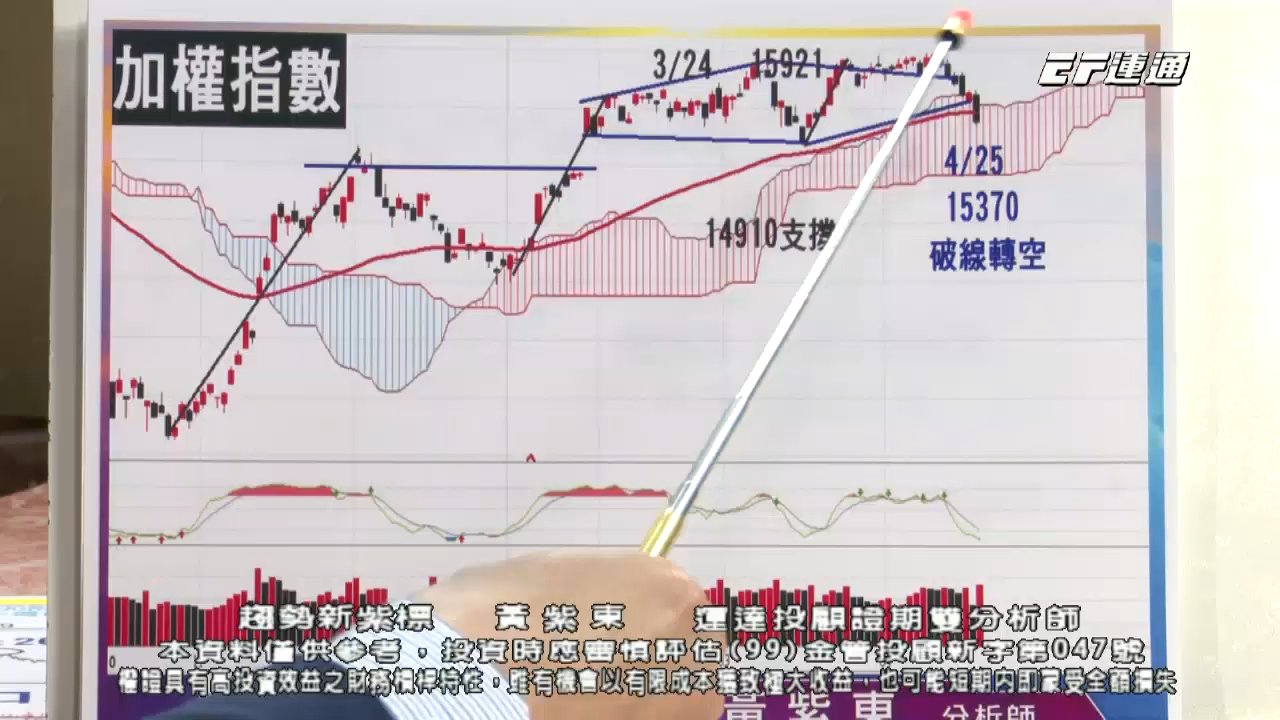 加權指數
3/24 15921
運通
14910支撐
4/25
15370
破線轉空
趨勢新紫標 黃紫東 運達投顧證期雙分析師
本資料僅供參考，投資時應審慎評估(99)金管投顧新字第047號
權證具有高投資效益之財務槓桿特性，雖有機會以有限成本獲致極大收益，也可能短期內即蒙受全額損失
黃紫東 分析師